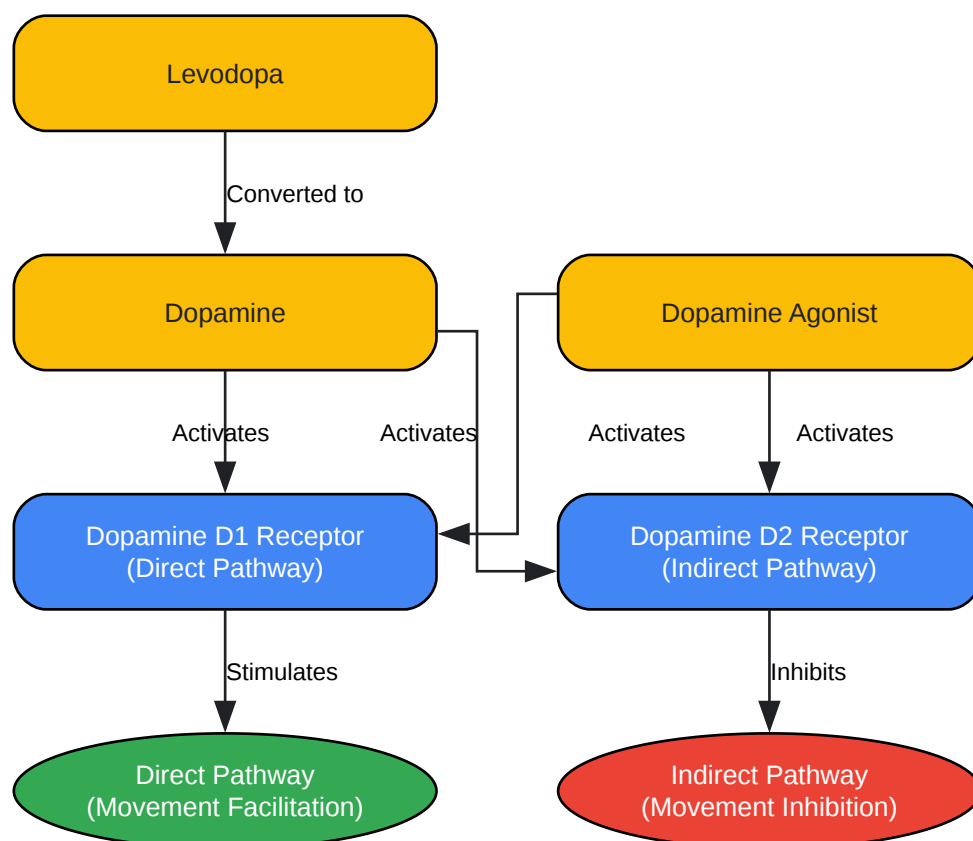 Levodopa
Converted to
Dopamine
Dopamine Agonist
Activates
Activates
Activates
Activates
Dopamine D1 Receptor
(Direct Pathway)
Dopamine D2 Receptor
(Indirect Pathway)
Stimulates
Inhibits
Direct Pathway
(Movement Facilitation)
Indirect Pathway
(Movement Inhibition)